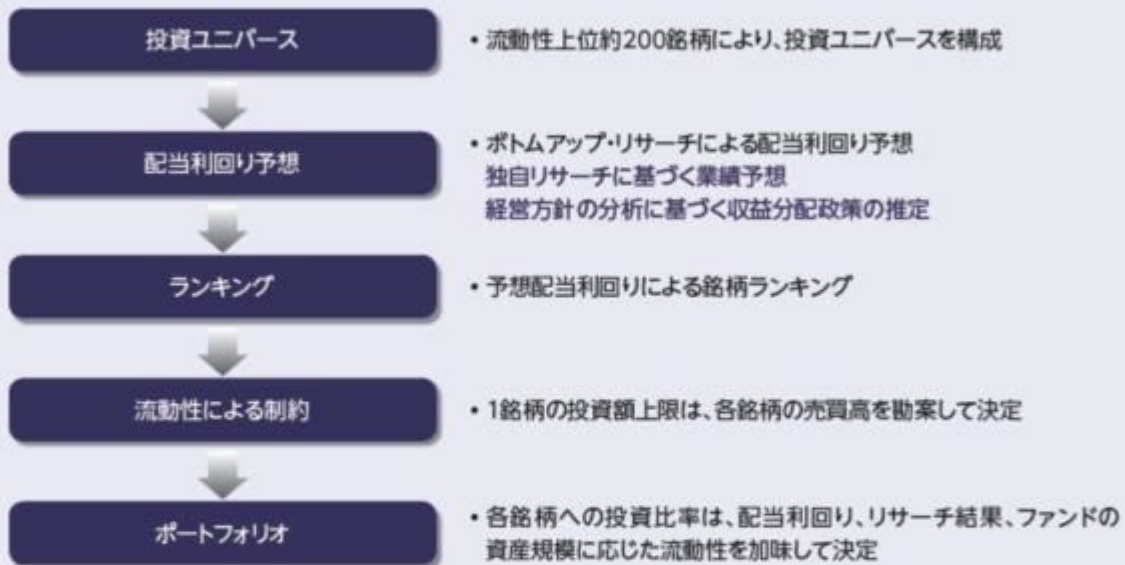 投資ユニバース
・流動性上位約200銘柄により、投資ユニバースを構成
配当利回り予想
・ボトムアップ・リサーチによる配当利回り予想
独自リサーチに基づく業績予想
経営方針の分析に基づく収益分配政策の推定
ランキング
・予想配当利回りによる銘柄ランキング
流動性による制約
・1銘柄の投資額上限は、各銘柄の売買高を勘案して決定
ポートフォリオ
・各銘柄への投資比率は、配当利回り、リサーチ結果、ファンドの
資産規模に応じた流動性を加味して決定